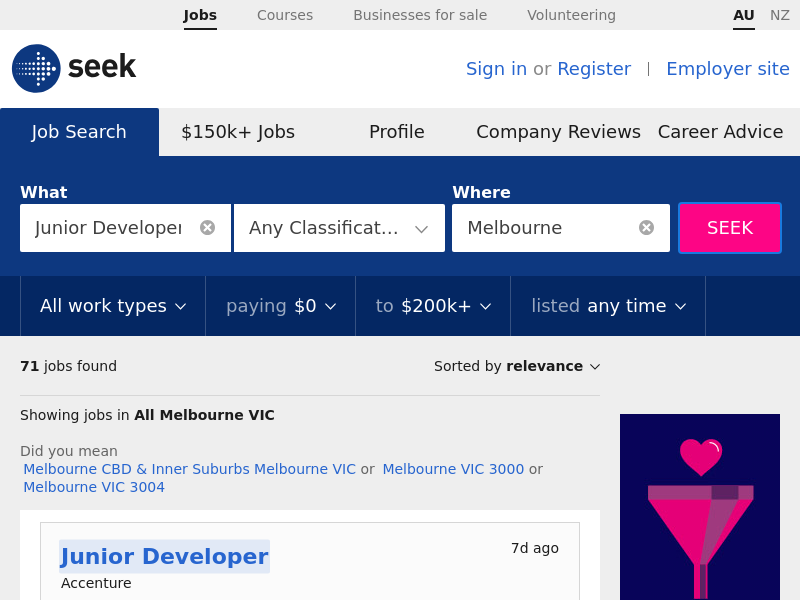 Jobs Courses Businesses for sale Volunteering AU NZ
seek
Sign in or Register | Employer site
Job Search $150k+ Jobs Profile Company Reviews Career Advice
What Where
Junior Developer Any Classificat... Melbourne SEEK
All work types paying $0 to $200k+ listed any time
71 jobs found Sorted by relevance
Showing jobs in All Melbourne VIC
Did you mean
Melbourne CBD & Inner Suburbs Melbourne VIC or Melbourne VIC 3000 or
Melbourne VIC 3004
Junior Developer 7d ago
Accenture